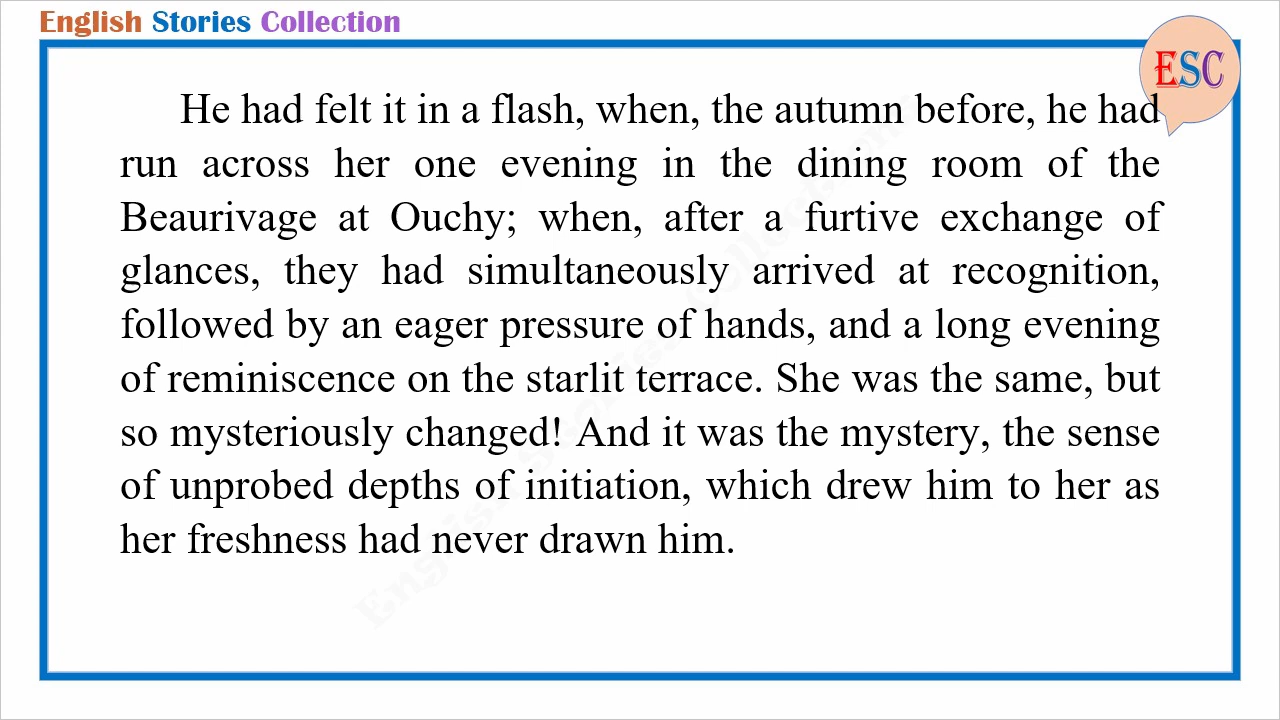 English Stories Collection
ESC
He had felt it in a flash, when, the autumn before, he had
run across her one evening in the dining room of the
Beaurivage at Ouchy; when, after a furtive exchange of
glances, they had simultaneously arrived at recognition,
followed by an eager pressure of hands, and a long evening
of reminiscence on the starlit terrace. She was the same, but
so mysteriously changed! And it was the mystery, the sense
of unprobed depths of initiation, which drew him to her as
her freshness had never drawn him.